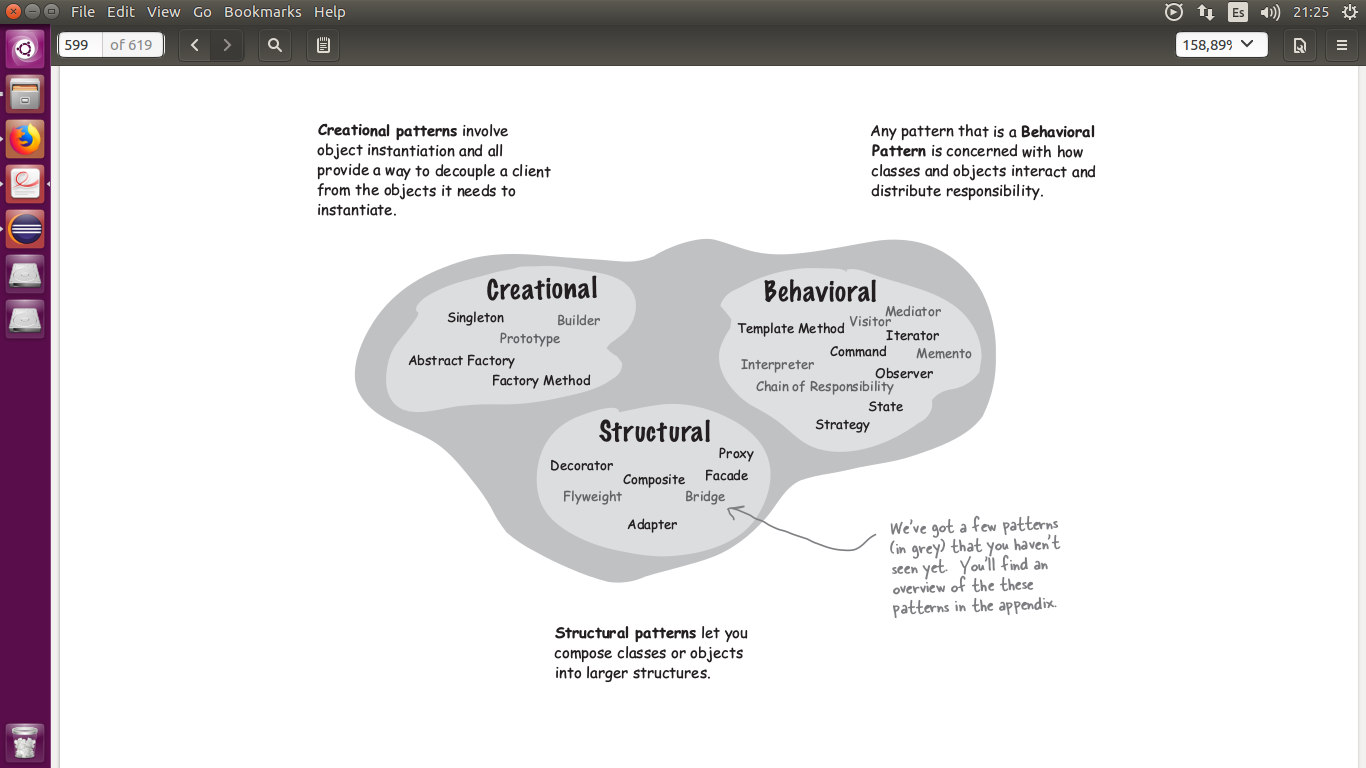 File Edit View Go Bookmarks Help
Es
21:25
599 of 619
158,89%
Creational patterns involve
object instantiation and all
provide a way to decouple a client
from the objects it needs to
instantiate.
Any pattern that is a Behavioral
Pattern is concerned with how
classes and objects interact and
distribute responsibility.
Creational
Singleton
Builder
Prototype
Abstract Factory
Factory Method
Behavioral
Mediator
Template Method
Visitor
Iterator
Command
Memento
Interpreter
Observer
Chain of Responsibility
State
Strategy
Structural
Proxy
Decorator
Composite
Facade
Flyweight
Bridge
Adapter
We've got a few patterns
(in grey) that you haven't
seen yet. You'll find an
overview of the these
patterns in the appendix.
Structural patterns let you
compose classes or objects
into larger structures.